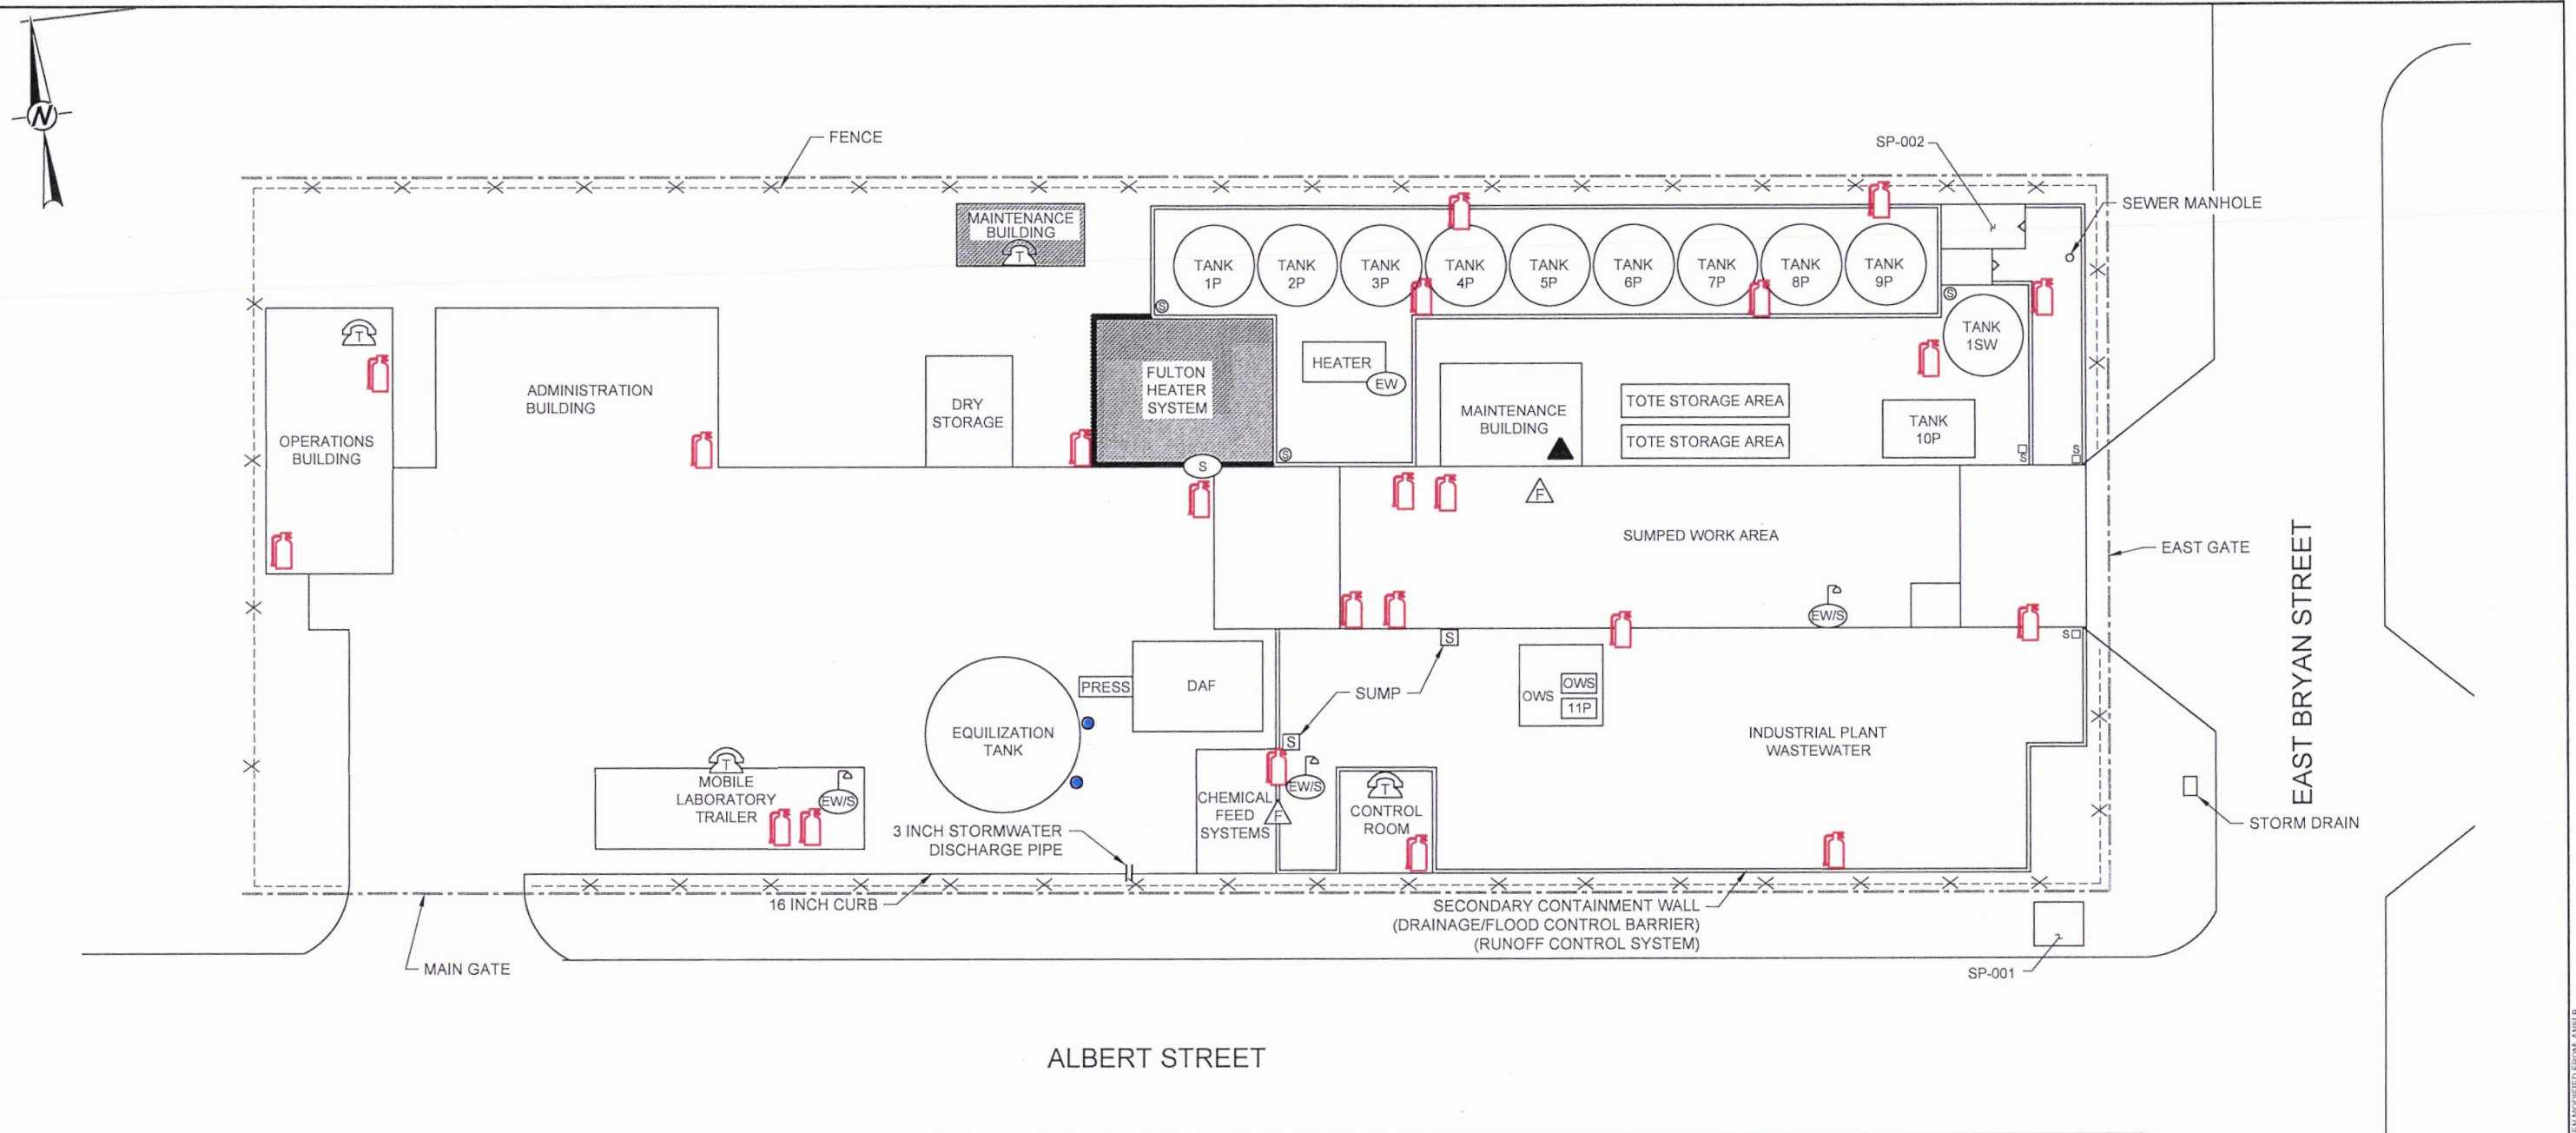 N
FENCE
SP-002
SEWER MANHOLE
MAINTENANCE
BUILDING
T
TANK
1P
TANK
2P
TANK
3P
TANK
4P
TANK
5P
TANK
6P
TANK
7P
TANK
8P
TANK
9P
S
S
TANK
1SW
T
OPERATIONS
BUILDING
ADMINISTRATION
BUILDING
DRY
STORAGE
FULTON
HEATER
SYSTEM
S
HEATER
EW
S
MAINTENANCE
BUILDING
TOTE STORAGE AREA
TOTE STORAGE AREA
TANK
10P
S
S
F
SUMPED WORK AREA
EAST GATE
EW/S
S
S
SUMP
S
PRESS
DAF
EQUILIZATION
TANK
OWS
OWS
11P
INDUSTRIAL PLANT
WASTEWATER
T
MOBILE
LABORATORY
TRAILER
EW/S
CHEMICAL
FEED
SYSTEMS
F
EW/S
T
CONTROL
ROOM
3 INCH STORMWATER
DISCHARGE PIPE
16 INCH CURB
SECONDARY CONTAINMENT WALL
(DRAINAGE/FLOOD CONTROL BARRIER)
(RUNOFF CONTROL SYSTEM)
MAIN GATE
SP-001
STORM DRAIN
EAST BRYAN STREET
ALBERT STREET